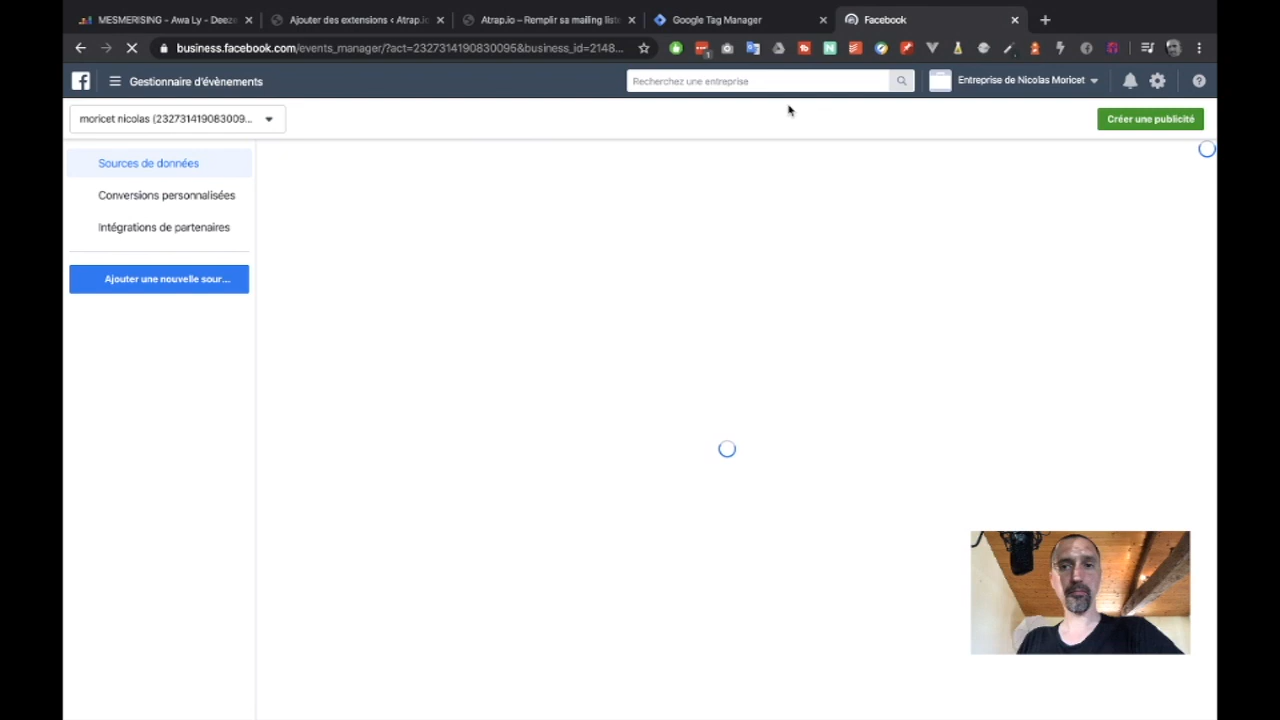 MESMERISING - Awa Ly - Deeze
Ajouter des extensions < Atrap.io
Atrap.io – Remplir sa mailing list
Google Tag Manager
Facebook
business.facebook.com/events_manager/?act=2327314190830095&business_id=2148...
Gestionnaire d'évènements
Recherchez une entreprise
Entreprise de Nicolas Moricet
moricet nicolas (232731419083009...
Créer une publicité
Sources de données
Conversions personnalisées
Intégrations de partenaires
Ajouter une nouvelle sour...